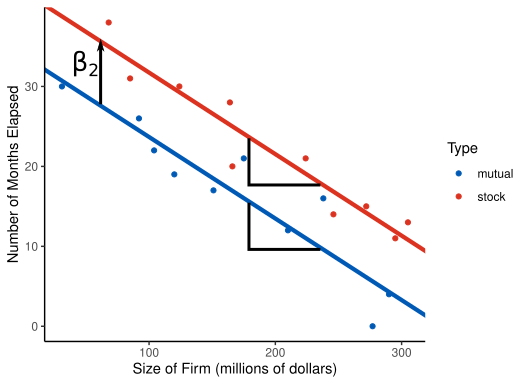 β2
Number of Months Elapsed
30
20
10
0
100
200
300
Size of Firm (millions of dollars)
Type
mutual
stock